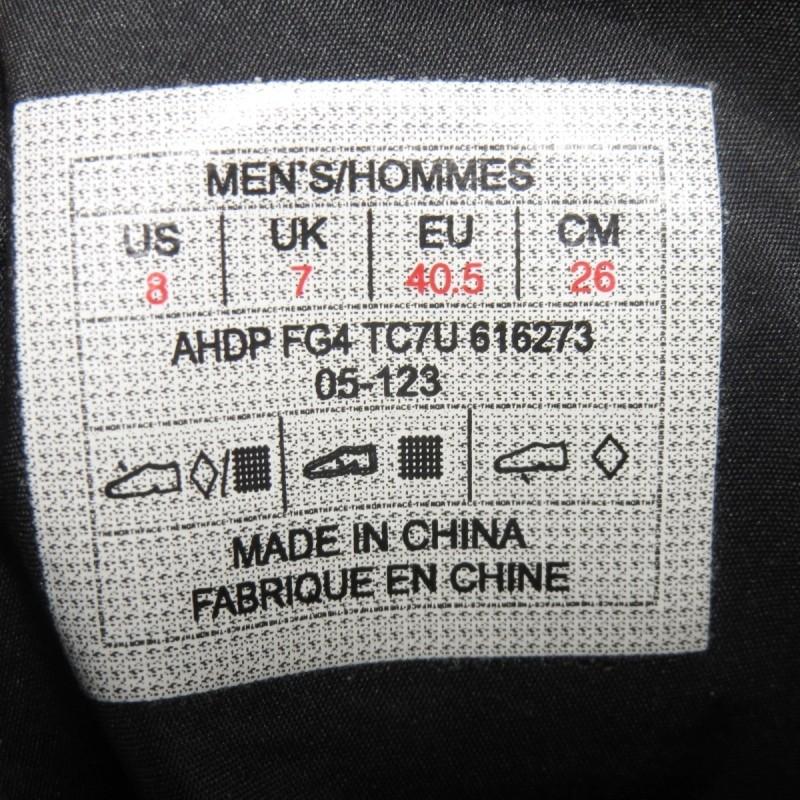 MEN'S/HOMMES
US UK EU CM
8 7 40.5 26
AHDP FG4 TC7U 616273
05-123
MADE IN CHINA
FABRIQUE EN CHINE